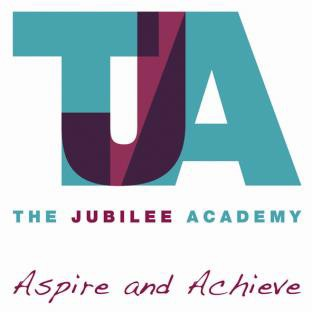 TJA
THE JUBILEE ACADEMY
Aspire and Achieve